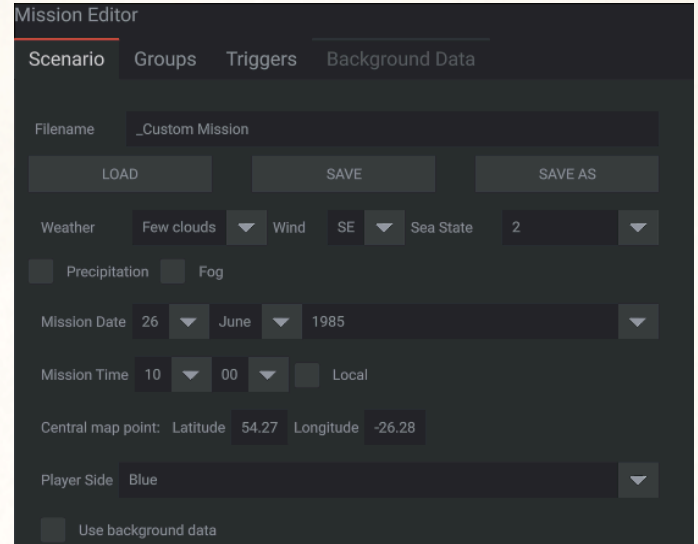 Mission Editor
Scenario Groups Triggers Background Data
Filename _Custom Mission
LOAD SAVE SAVE AS
Weather Few clouds Wind SE Sea State 2
Precipitation Fog
Mission Date 26 June 1985
Mission Time 10 00 Local
Central map point: Latitude 54.27 Longitude -26.28
Player Side Blue
Use background data